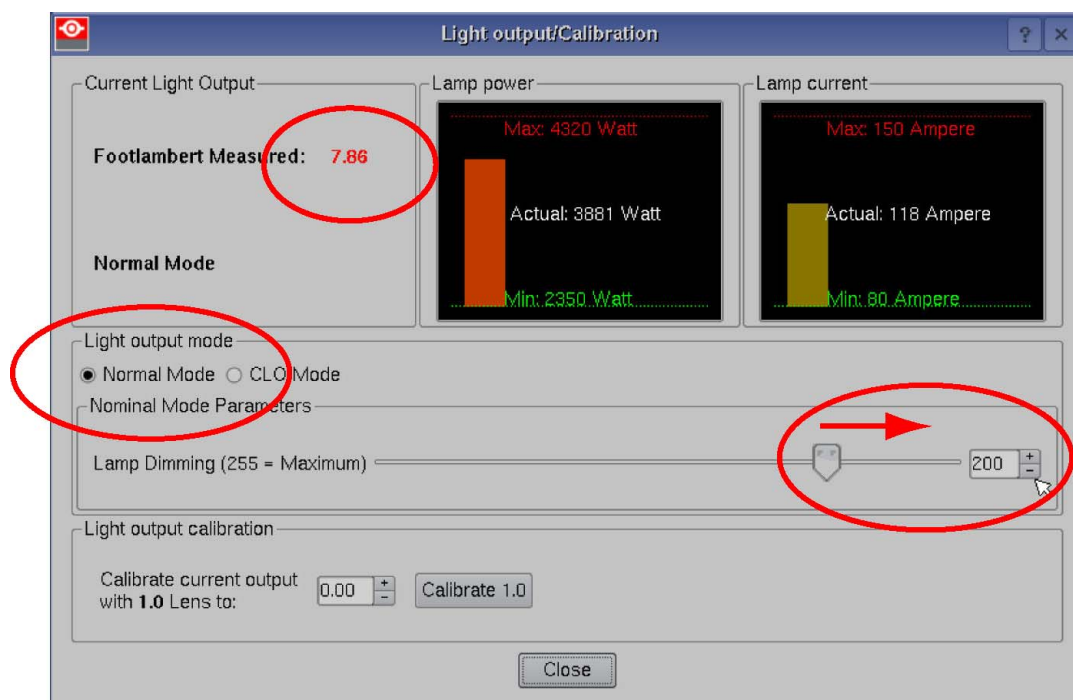 Light output/Calibration
?
×
Current Light Output
Footlambert Measured: 7.86
Normal Mode
Lamp power
Max: 4320 Watt
Actual: 3881 Watt
Min: 2350 Watt
Lamp current
Max: 150 Ampere
Actual: 118 Ampere
Min: 80 Ampere
Light output mode
Normal Mode CLO Mode
Nominal Mode Parameters
Lamp Dimming (255 = Maximum) 200 + −
Light output calibration
Calibrate current output
with 1.0 Lens to:
0.00 + −
Calibrate 1.0
Close